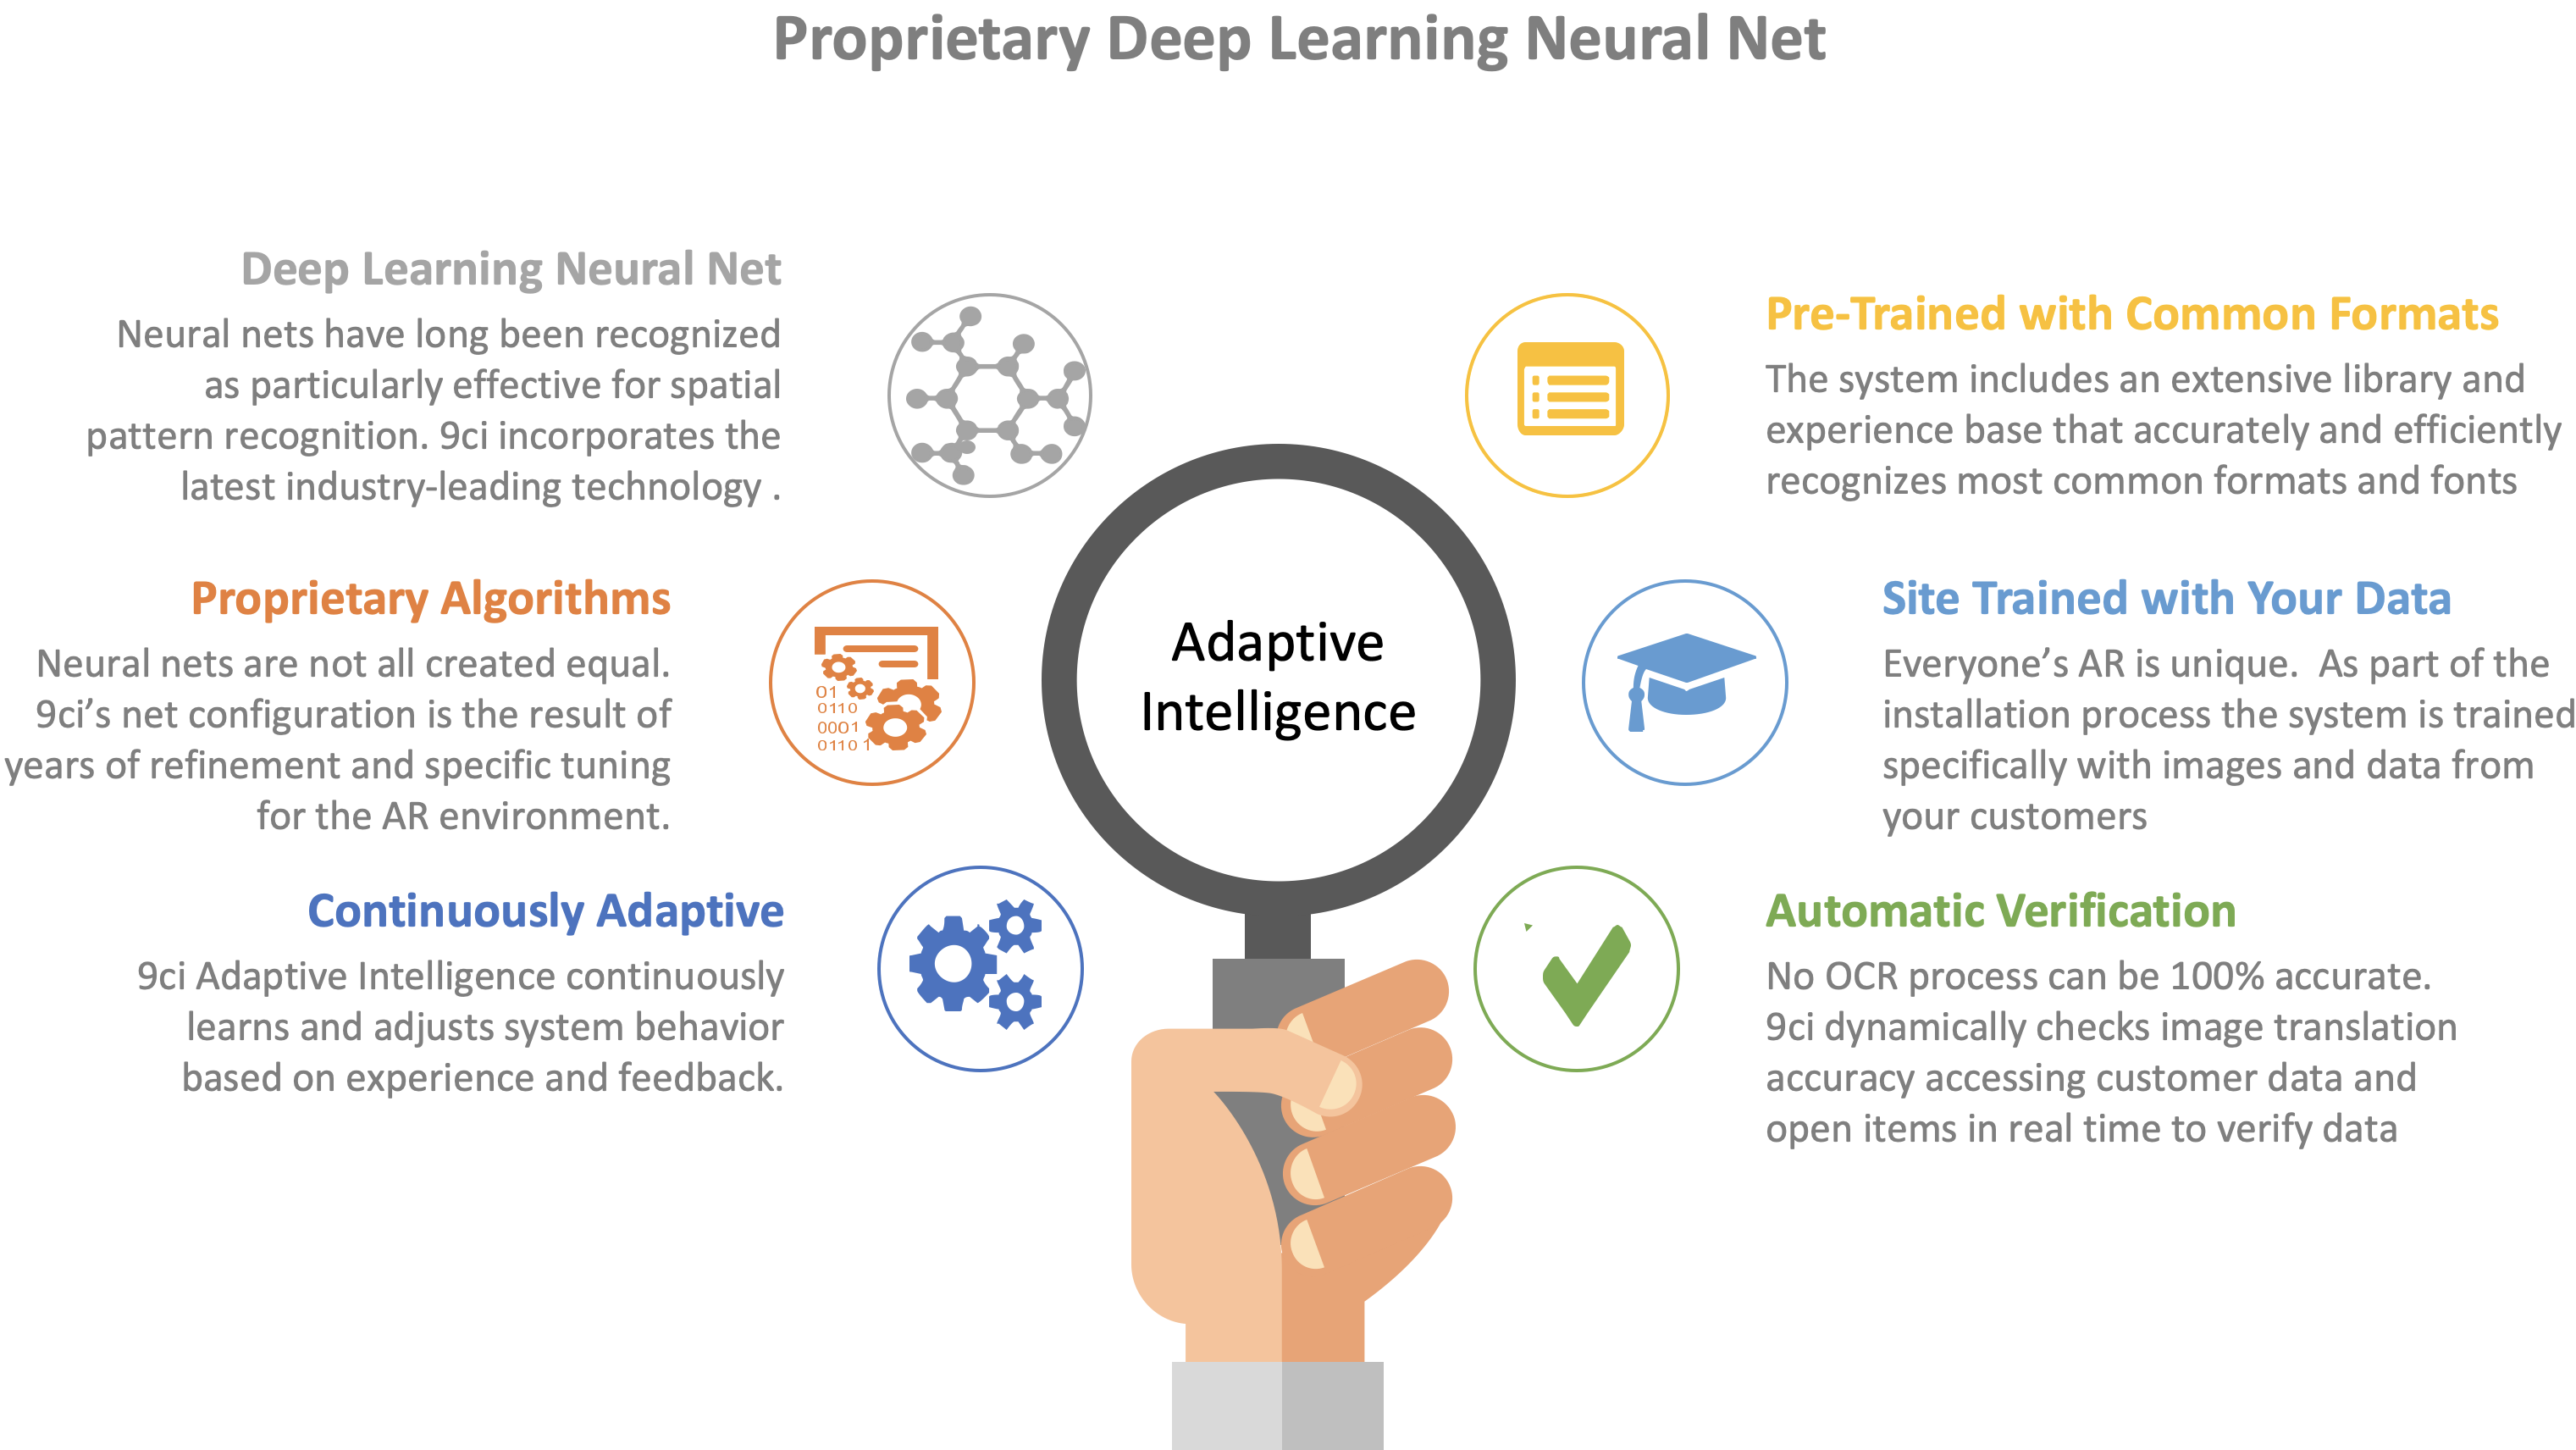 Proprietary Deep Learning Neural Net
Deep Learning Neural Net
Neural nets have long been recognized
as particularly effective for spatial
pattern recognition. 9ci incorporates the
latest industry-leading technology .
Proprietary Algorithms
Neural nets are not all created equal.
9ci’s net configuration is the result of
years of refinement and specific tuning
for the AR environment.
01
0110
0001
0110 1
Continuously Adaptive
9ci Adaptive Intelligence continuously
learns and adjusts system behavior
based on experience and feedback.
Adaptive
Intelligence
Pre-Trained with Common Formats
The system includes an extensive library and
experience base that accurately and efficiently
recognizes most common formats and fonts
Site Trained with Your Data
Everyone’s AR is unique.  As part of the
installation process the system is trained
specifically with images and data from
your customers
Automatic Verification
No OCR process can be 100% accurate.
9ci dynamically checks image translation
accuracy accessing customer data and
open items in real time to verify data